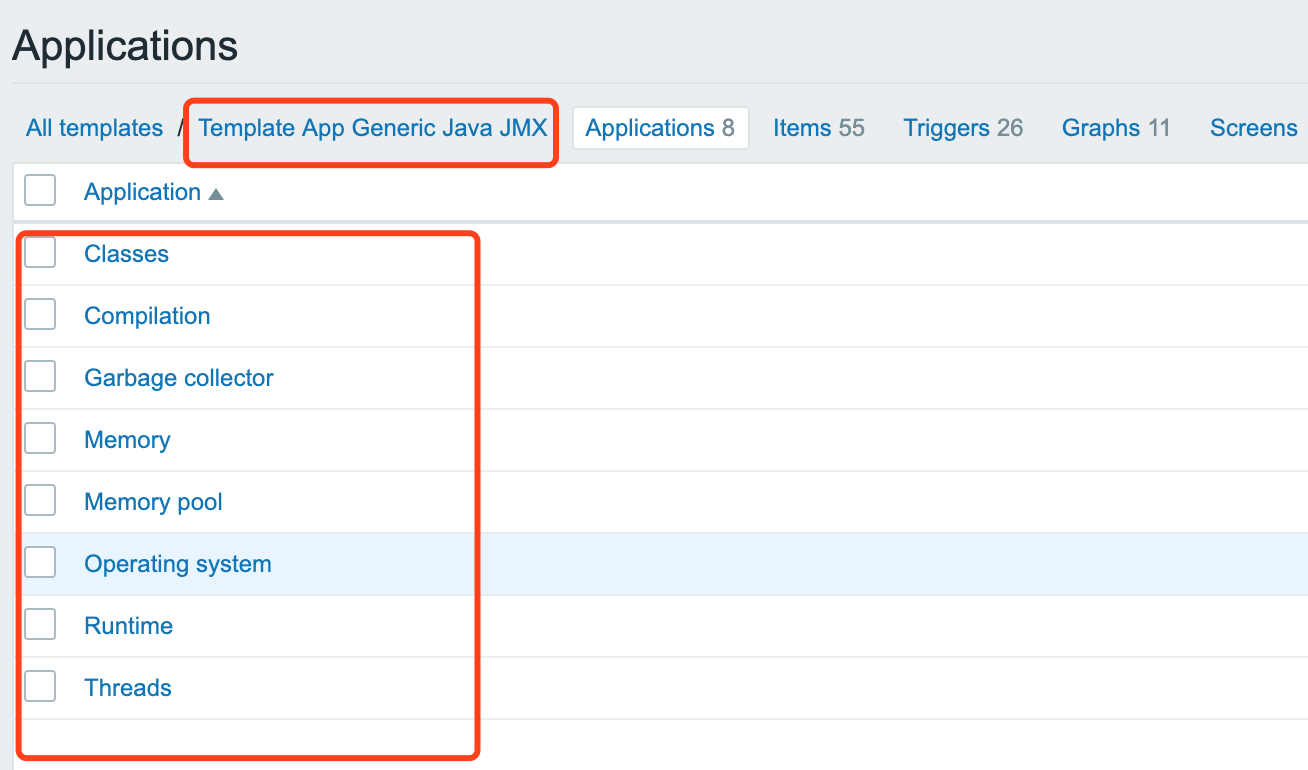 Applications
All templates / Template App Generic Java JMX Applications 8 Items 55 Triggers 26 Graphs 11 Screens
Application
Classes
Compilation
Garbage collector
Memory
Memory pool
Operating system
Runtime
Threads